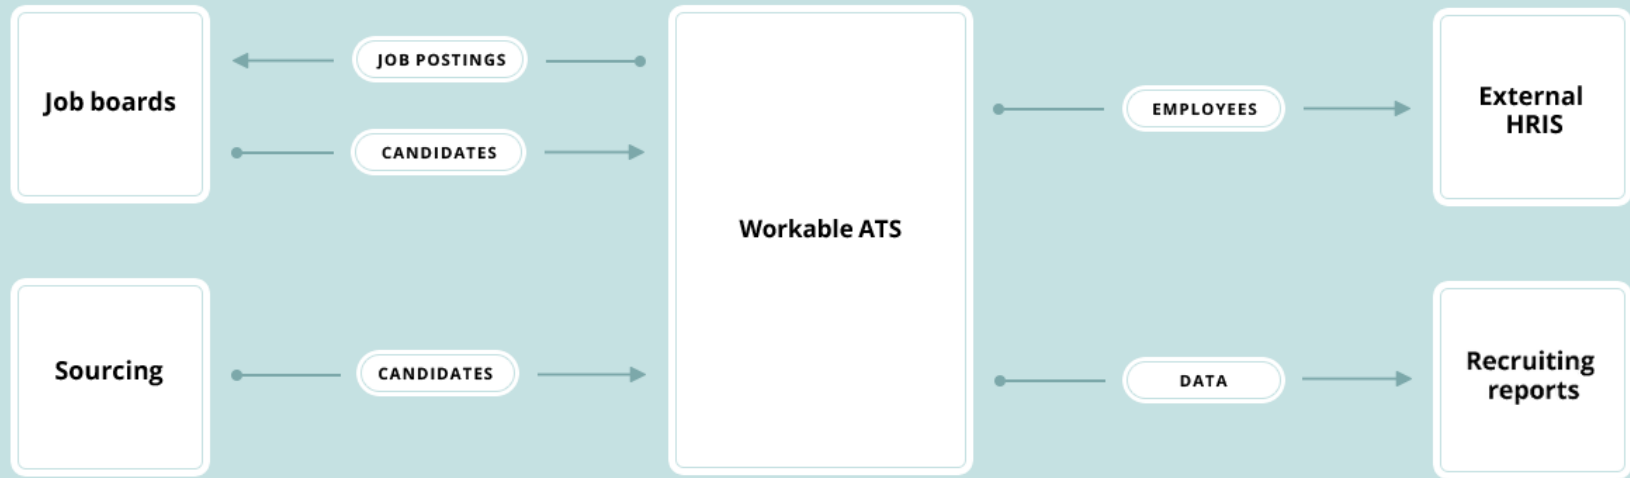 Job boards
JOB POSTINGS
CANDIDATES
Sourcing
CANDIDATES
Workable ATS
EMPLOYEES
External
HRIS
DATA
Recruiting
reports